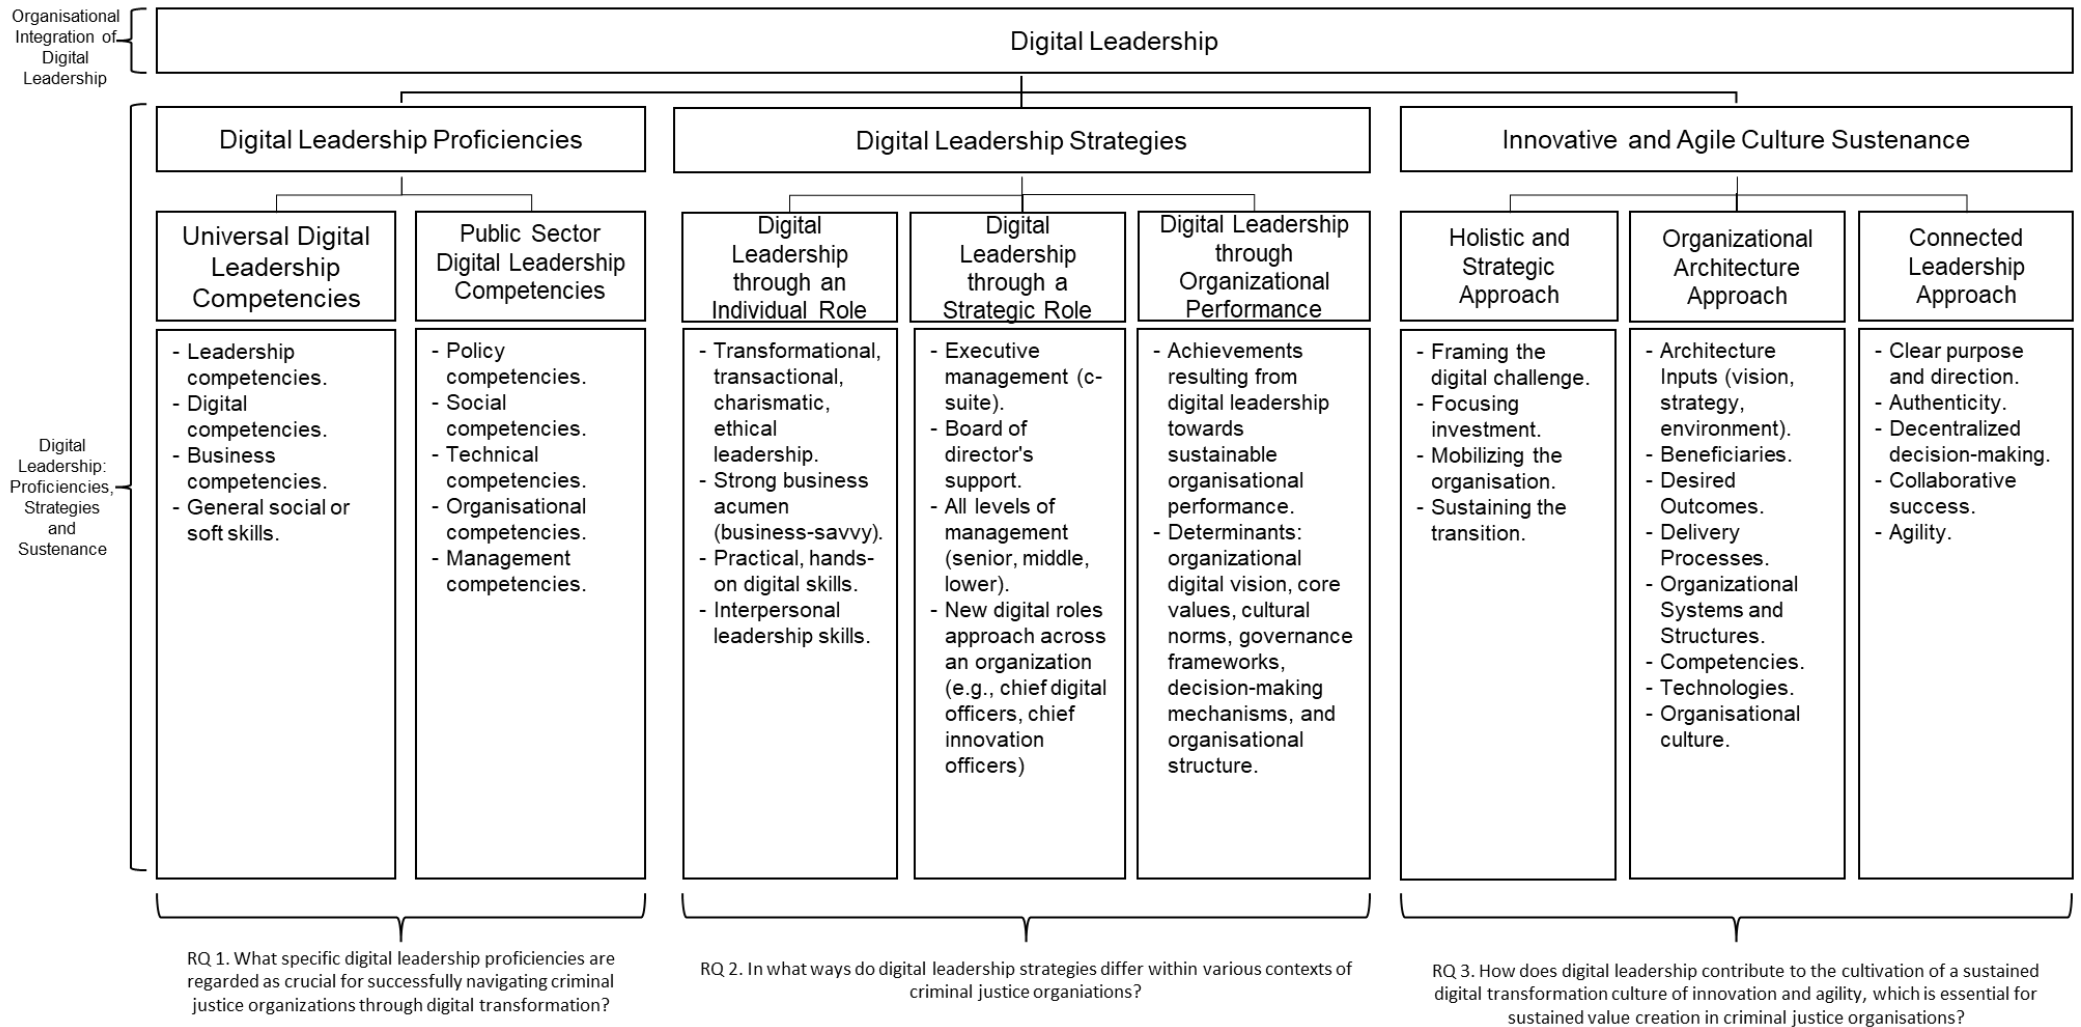 Organisational
Integration of
Digital
Leadership
Digital Leadership
Digital
Leadership:
Proficiencies,
Strategies
and
Sustenance
Digital Leadership Proficiencies
Universal Digital
Leadership
Competencies
- Leadership
competencies.
- Digital
competencies.
- Business
competencies.
- General social or
soft skills.
Public Sector
Digital Leadership
Competencies
- Policy
competencies.
- Social
competencies.
- Technical
competencies.
- Organisational
competencies.
- Management
competencies.
RQ 1. What specific digital leadership proficiencies are
regarded as crucial for successfully navigating criminal
justice organizations through digital transformation?
Digital Leadership Strategies
Digital
Leadership
through an
Individual Role
- Transformational,
transactional,
charismatic,
ethical
leadership.
- Strong business
acumen
(business-savvy).
- Practical, hands-
on digital skills.
- Interpersonal
leadership skills.
Digital
Leadership
through a
Strategic Role
- Executive
management (c-
suite).
- Board of
director's
support.
- All levels of
management
(senior, middle,
lower).
- New digital roles
approach across
an organization
(e.g., chief digital
officers, chief
innovation
officers)
Digital Leadership
through
Organizational
Performance
- Achievements
resulting from
digital leadership
towards
sustainable
organisational
performance.
- Determinants:
organizational
digital vision, core
values, cultural
norms, governance
frameworks,
decision-making
mechanisms, and
organisational
structure.
RQ 2. In what ways do digital leadership strategies differ within various contexts of
criminal justice organiations?
Innovative and Agile Culture Sustenance
Holistic and
Strategic
Approach
- Framing the
digital challenge.
- Focusing
investment.
- Mobilizing the
organisation.
- Sustaining the
transition.
Organizational
Architecture
Approach
- Architecture
Inputs (vision,
strategy,
environment).
- Beneficiaries.
- Desired
Outcomes.
- Delivery
Processes.
- Organizational
Systems and
Structures.
- Competencies.
- Technologies.
- Organisational
culture.
Connected
Leadership
Approach
- Clear purpose
and direction.
- Authenticity.
- Decentralized
decision-making.
- Collaborative
success.
- Agility.
RQ 3. How does digital leadership contribute to the cultivation of a sustained
digital transformation culture of innovation and agility, which is essential for
sustained value creation in criminal justice organisations?